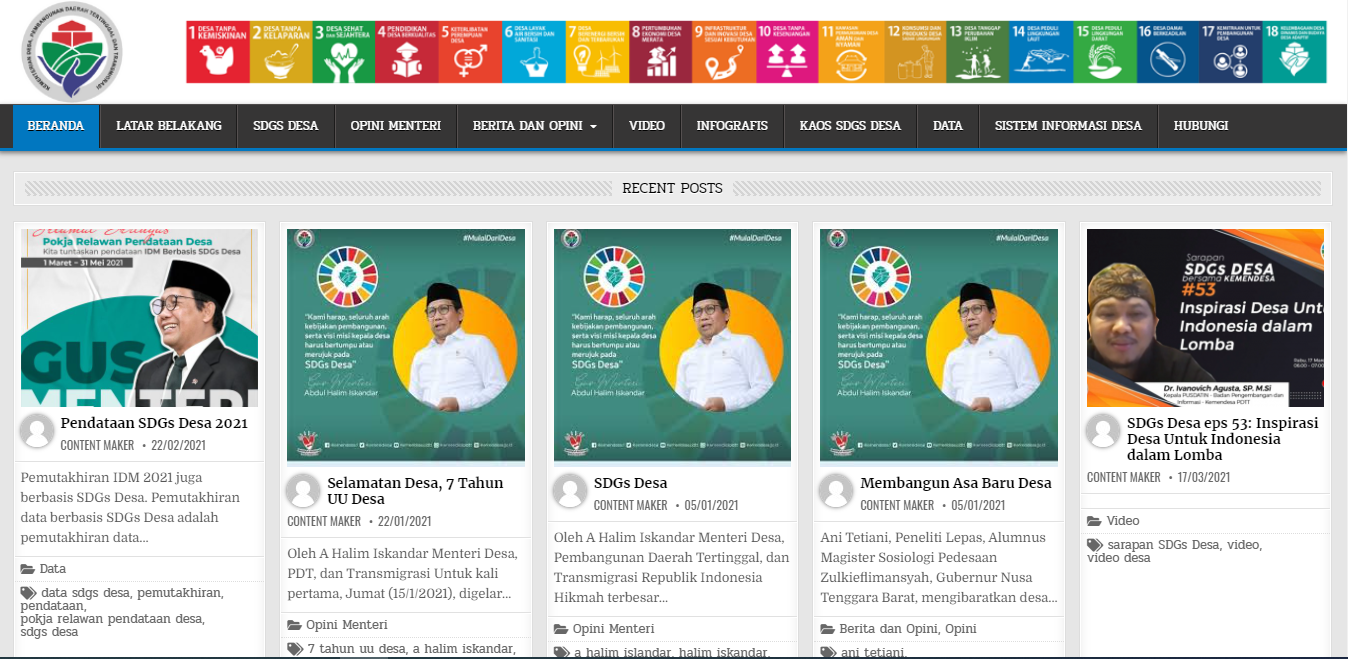 KEMENTERIAN DESA, PEMBANGUNAN DAERAH TERTINGGAL DAN TRANSMIGRASI
1 DESA TANPA KEMISKINAN
2 DESA TANPA KELAPARAN
3 DESA SEHAT DAN SEJAHTERA
4 PENDIDIKAN DESA BERKUALITAS
5 KETERLIBATAN PEREMPUAN DESA
6 DESA LAYAK AIR BERSIH DAN SANITASI
7 DESA BERENERGI BERSIH DAN TERBARUKAN
8 PERTUMBUHAN EKONOMI DESA MERATA
9 INFRASTRUKTUR DAN INOVASI DESA SESUAI KEBUTUHAN
10 DESA TANPA KESENJANGAN
11 KAWASAN PERMUKIMAN DESA AMAN DAN NYAMAN
12 KONSUMSI DAN PRODUKSI DESA
13 DESA TANGGAP PERUBAHAN IKLIM
14 DESA PEDULI LINGKUNGAN LAUT
15 DESA PEDULI LINGKUNGAN DARAT
16 DESA DAMAI BERKEADILAN
17 KEMITRAAN UNTUK PEMBANGUNAN DESA
18 KELEMBAGAAN DESA DINAMIS DAN BUDAYA DESA ADAPTIF
BERANDA LATAR BELAKANG SDGS DESA OPINI MENTERI BERITA DAN OPINI VIDEO INFOGRAFIS KAOS SDGS DESA DATA SISTEM INFORMASI DESA HUBUNGI
RECENT POSTS
Selamat Bertugas
Pokja Relawan Pendataan Desa
Kita tuntaskan pendataan IDM Berbasis SDGs Desa
1 Maret - 31 Mei 2021
GUS
MENTERI
Pendataan SDGs Desa 2021
CONTENT MAKER • 22/02/2021
Pemutakhiran IDM 2021 juga
berbasis SDGs Desa. Pemutakhiran
data berbasis SDGs Desa adalah
pemutakhiran data...
Data
data sdgs desa, pemutakhiran,
pendataan,
pokja relawan pendataan desa,
sdgs desa
#MulaiDariDesa
"Kami harap, seluruh arah
kebijakan pembangunan,
serta visi misi kepala desa
harus bertumpu atau
merujuk pada
SDGs Desa"
Gus Menteri
Abdul Halim Iskandar
Selamatan Desa, 7 Tahun
UU Desa
CONTENT MAKER • 22/01/2021
Oleh A Halim Iskandar Menteri Desa,
PDT, dan Transmigrasi Untuk kali
pertama, Jumat (15/1/2021), digelar...
Opini Menteri
7 tahun uu desa, a halim iskandar,
#MulaiDariDesa
"Kami harap, seluruh arah
kebijakan pembangunan,
serta visi misi kepala desa
harus bertumpu atau
merujuk pada
SDGs Desa"
Gus Menteri
Abdul Halim Iskandar
SDGs Desa
CONTENT MAKER • 05/01/2021
Oleh A Halim Iskandar Menteri Desa,
Pembangunan Daerah Tertinggal, dan
Transmigrasi Republik Indonesia
Hikmah terbesar...
Opini Menteri
a halim islandar, halim iskandar,
#MulaiDariDesa
"Kami harap, seluruh arah
kebijakan pembangunan,
serta visi misi kepala desa
harus bertumpu atau
merujuk pada
SDGs Desa"
Gus Menteri
Abdul Halim Iskandar
Membangun Asa Baru Desa
CONTENT MAKER • 05/01/2021
Ani Tetiani, Peneliti Lepas, Alumnus
Magister Sosiologi Pedesaan
Zulkieflimansyah, Gubernur Nusa
Tenggara Barat, mengibaratkan desa...
Berita dan Opini, Opini
ani tetiani,
Sarapan
SDGs DESA
bersama KEMENDESA
#53
Inspirasi Desa Unt
Indonesia dalam
Lomba
Dr. Ivanovich Agusta, SP. M.Si
Kepala PUSDATIN - Badan Pengembangan dan
Informasi - Kemendesa PDTT
SDGs Desa eps 53: Inspirasi
Desa Untuk Indonesia
dalam Lomba
CONTENT MAKER • 17/03/2021
Video
sarapan SDGs Desa, video,
video desa